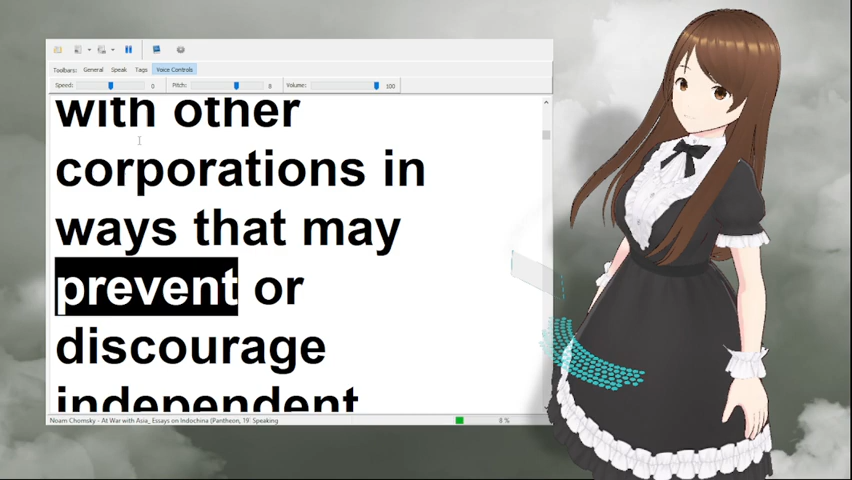 Toolbars: General Speak Tags Voice Controls
Speed: 0 Pitch: 8 Volume: 100
with other
corporations in
ways that may
prevent or
discourage
independent
Noam Chomsky - At War with Asia_ Essays on Indochina (Pantheon, 19 Speaking 8 %